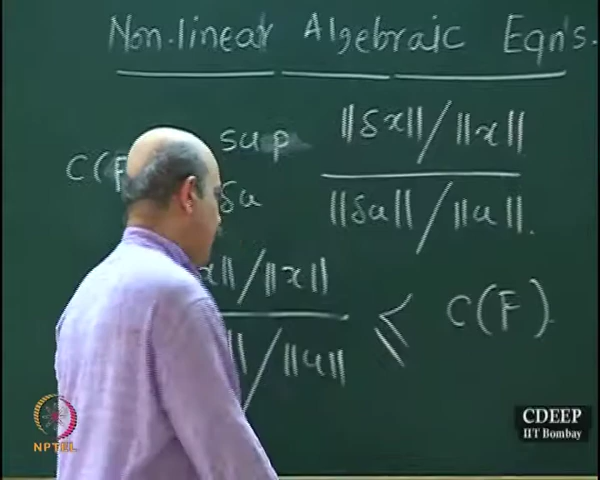 Non-linear Algebraic Eqn's.
C(F sup ||δx|| / ||x||
δu ||δu|| / ||u||.
x|| / ||x|| ≤ C(F)
|| / ||u||
NPTEL
CDEEP
IIT Bombay